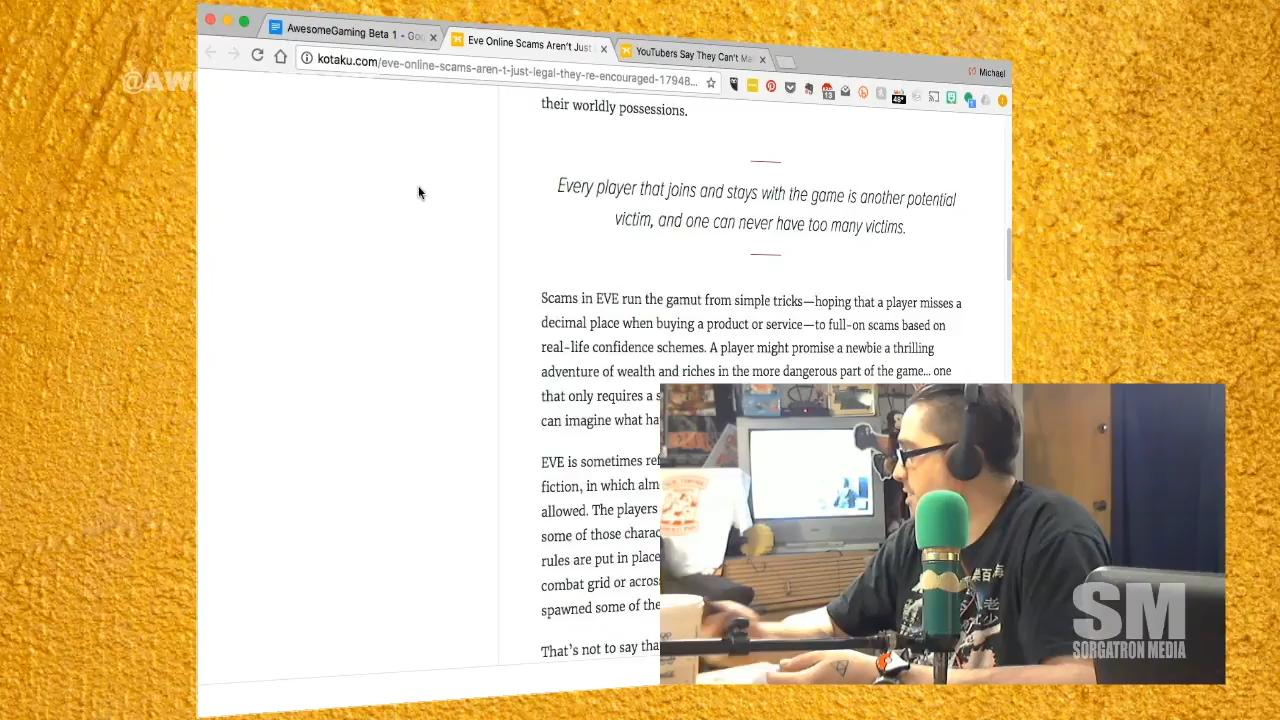 AwesomeGaming Beta 1 - Goo
Eve Online Scams Aren't Just
YouTubers Say They Can't Ma
Michael
kotaku.com/eve-online-scams-aren-t-just-legal-they-re-encouraged-17948...
13
48°
@AWE
their worldly possessions.
Every player that joins and stays with the game is another potential
victim, and one can never have too many victims.
Scams in EVE run the gamut from simple tricks—hoping that a player misses a
decimal place when buying a product or service—to full-on scams based on
real-life confidence schemes. A player might promise a newbie a thrilling
adventure of wealth and riches in the more dangerous part of the game... one
that only requires a s
can imagine what ha
EVE is sometimes ref
fiction, in which alm
allowed. The players
some of those charac
rules are put in place
combat grid or across
spawned some of the
That's not to say tha
SM
SORGATRON MEDIA